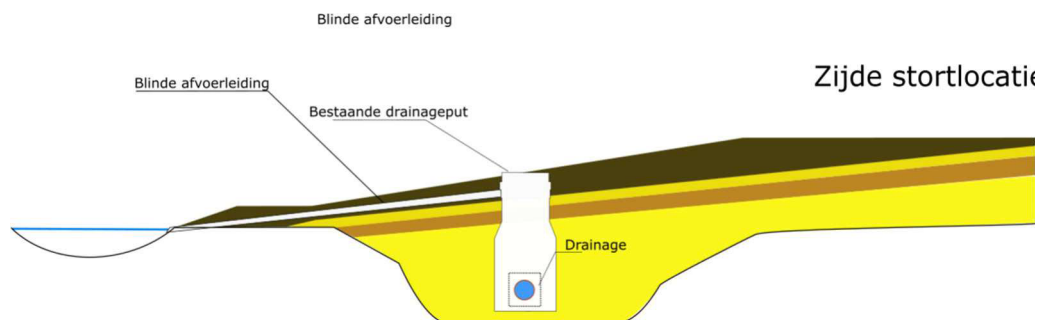 Blinde afvoerleiding
Zijde stortlocatie
Blinde afvoerleiding
Bestaande drainageput
Drainage